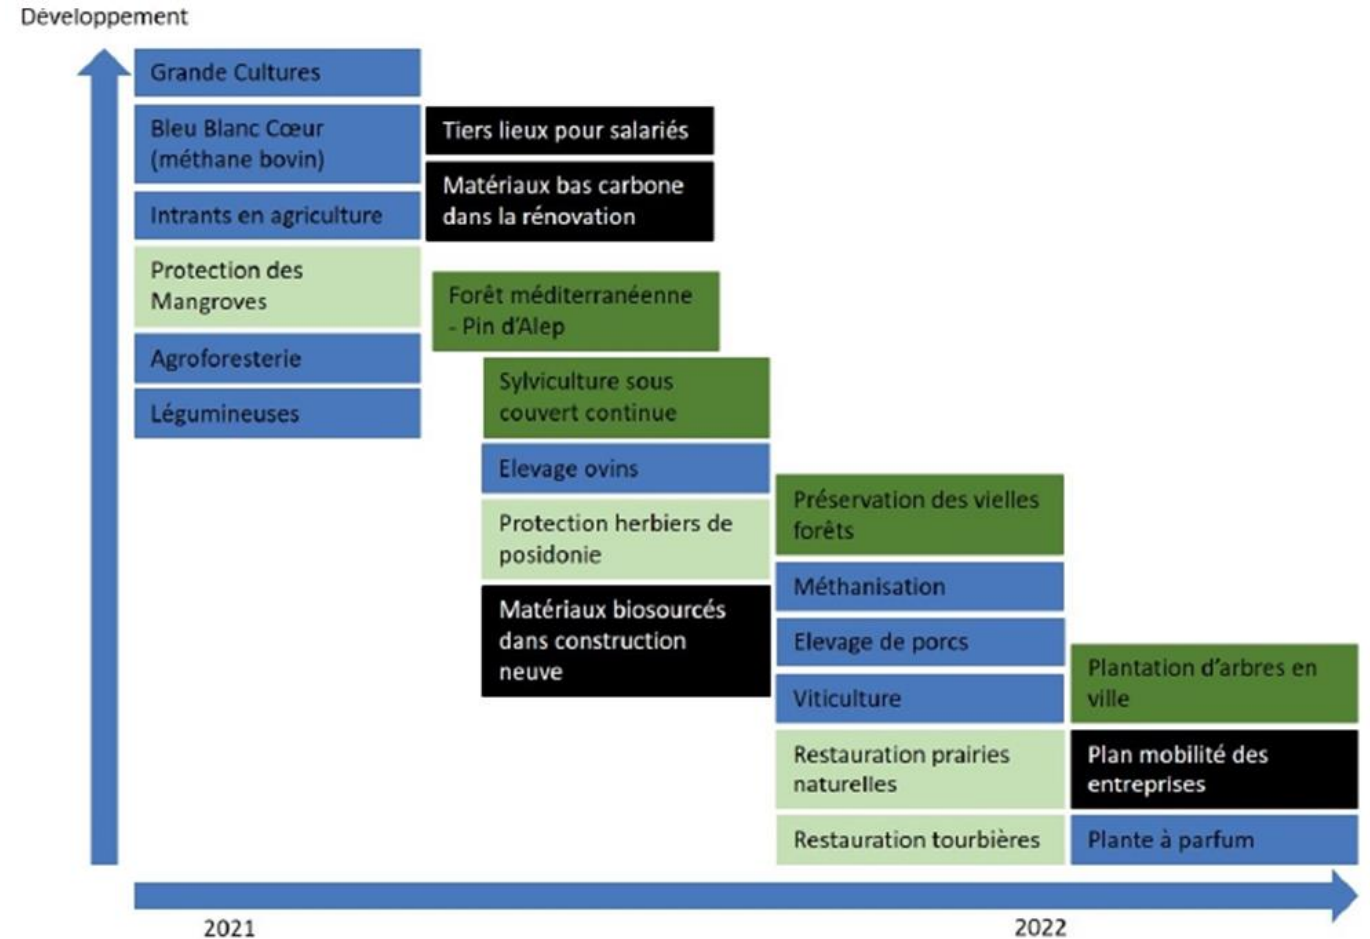 Développement
Grande Cultures
Bleu Blanc Cœur
(méthane bovin)
Intrants en agriculture
Protection des
Mangroves
Agroforesterie
Légumineuses
Tiers lieux pour salariés
Matériaux bas carbone
dans la rénovation
Forêt méditerranéenne
- Pin d'Alep
Sylviculture sous
couvert continue
Elevage ovins
Protection herbiers de
posidonie
Matériaux biosourcés
dans construction
neuve
Préservation des vielles
forêts
Méthanisation
Elevage de porcs
Viticulture
Restauration prairies
naturelles
Restauration tourbières
Plantation d'arbres en
ville
Plan mobilité des
entreprises
Plante à parfum
2021
2022